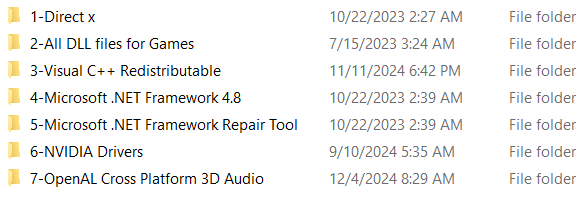 1-Direct x 10/22/2023 2:27 AM File folder
2-All DLL files for Games 7/15/2023 3:24 AM File folder
3-Visual C++ Redistributable 11/11/2024 6:42 PM File folder
4-Microsoft .NET Framework 4.8 10/22/2023 2:39 AM File folder
5-Microsoft .NET Framework Repair Tool 10/22/2023 2:39 AM File folder
6-NVIDIA Drivers 9/10/2024 5:35 AM File folder
7-OpenAL Cross Platform 3D Audio 12/4/2024 8:29 AM File folder